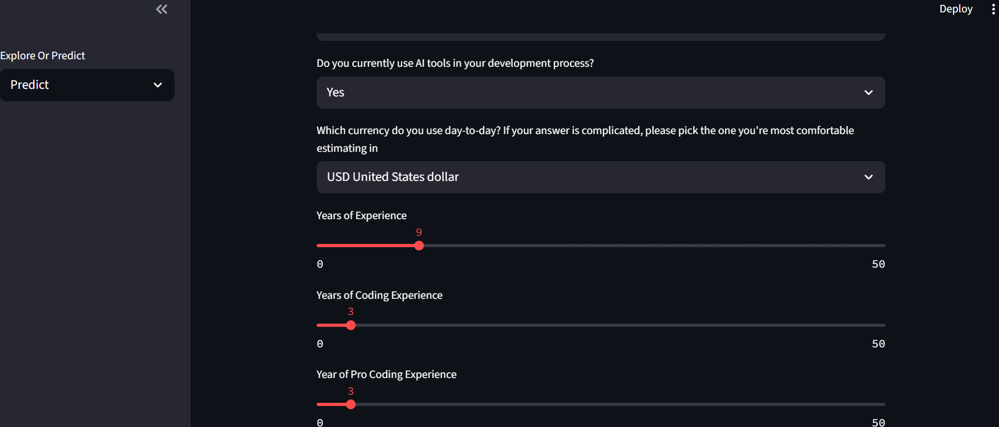 Deploy
Explore Or Predict
Predict
Do you currently use AI tools in your development process?
Yes
Which currency do you use day-to-day? If your answer is complicated, please pick the one you're most comfortable
estimating in
USD United States dollar
Years of Experience
9
0 50
Years of Coding Experience
3
0 50
Year of Pro Coding Experience
3
0 50